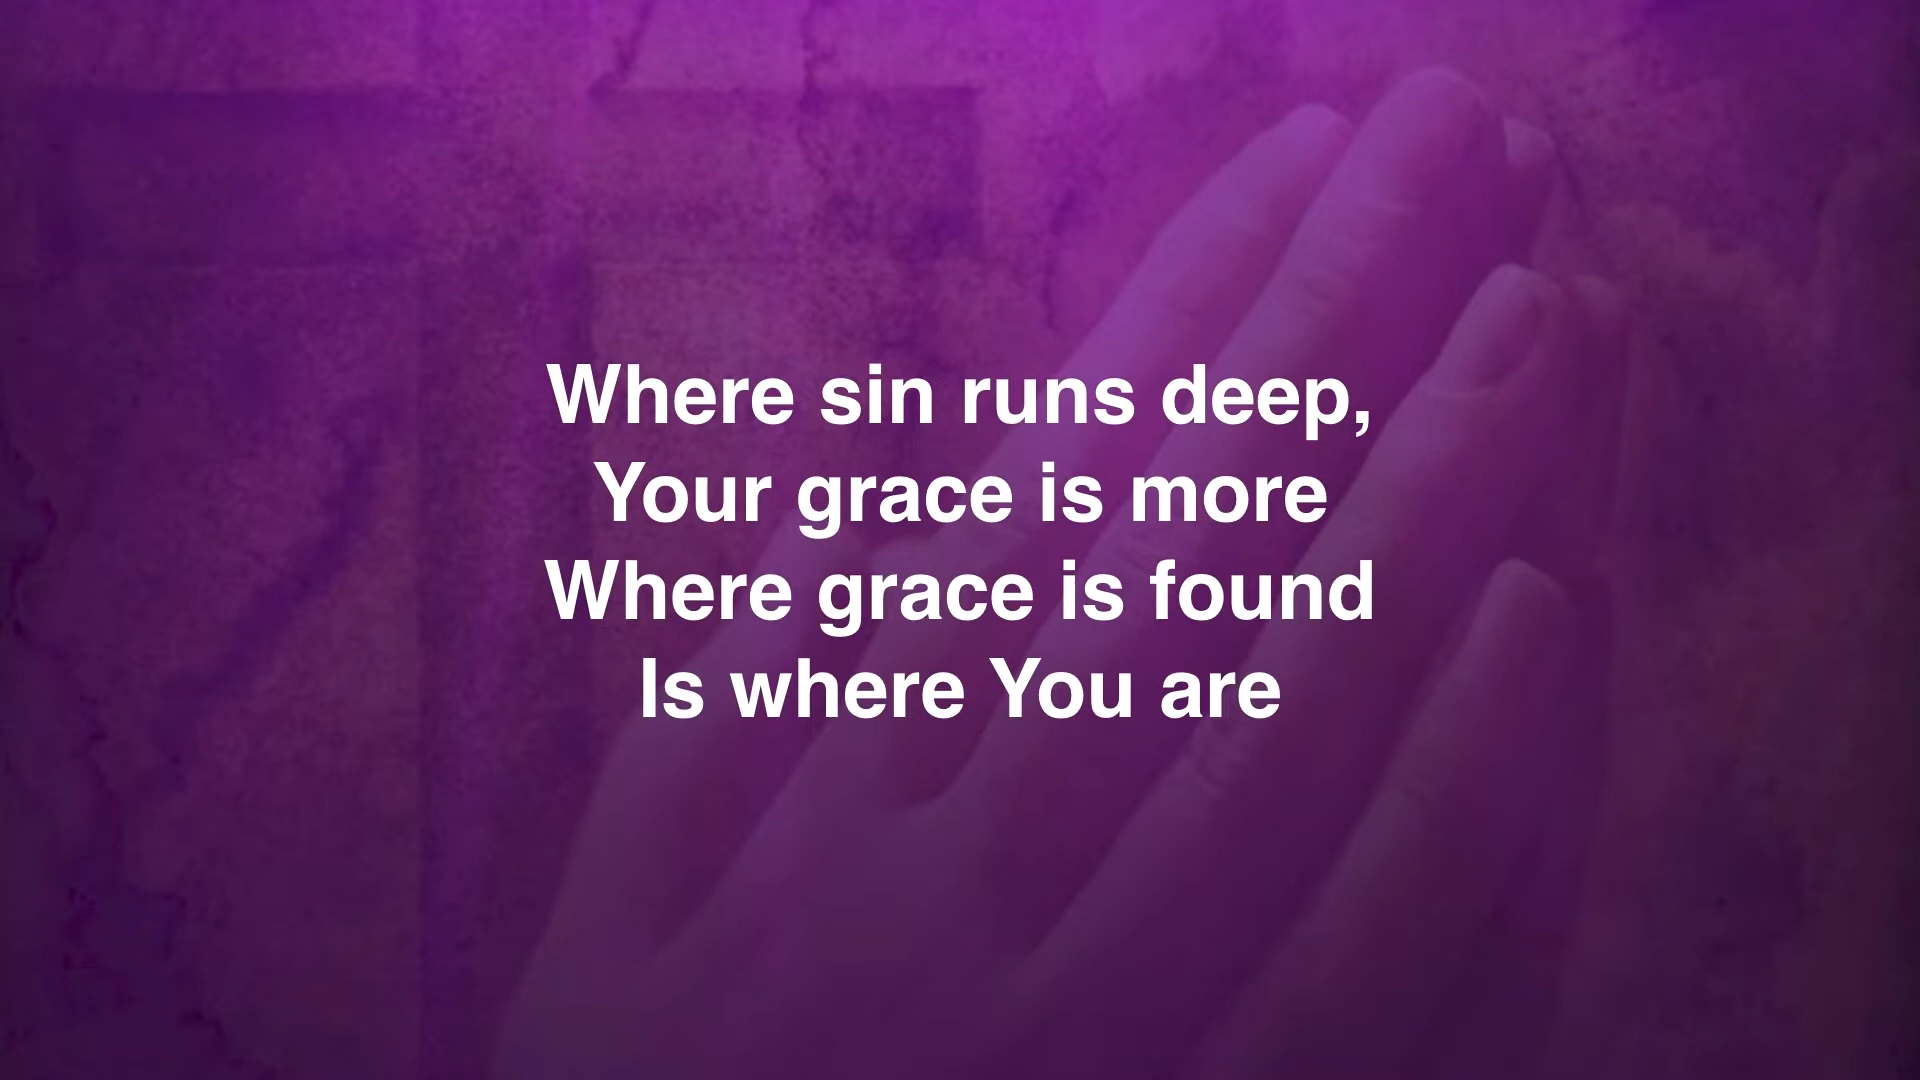 Where sin runs deep,
Your grace is more
Where grace is found
Is where You are